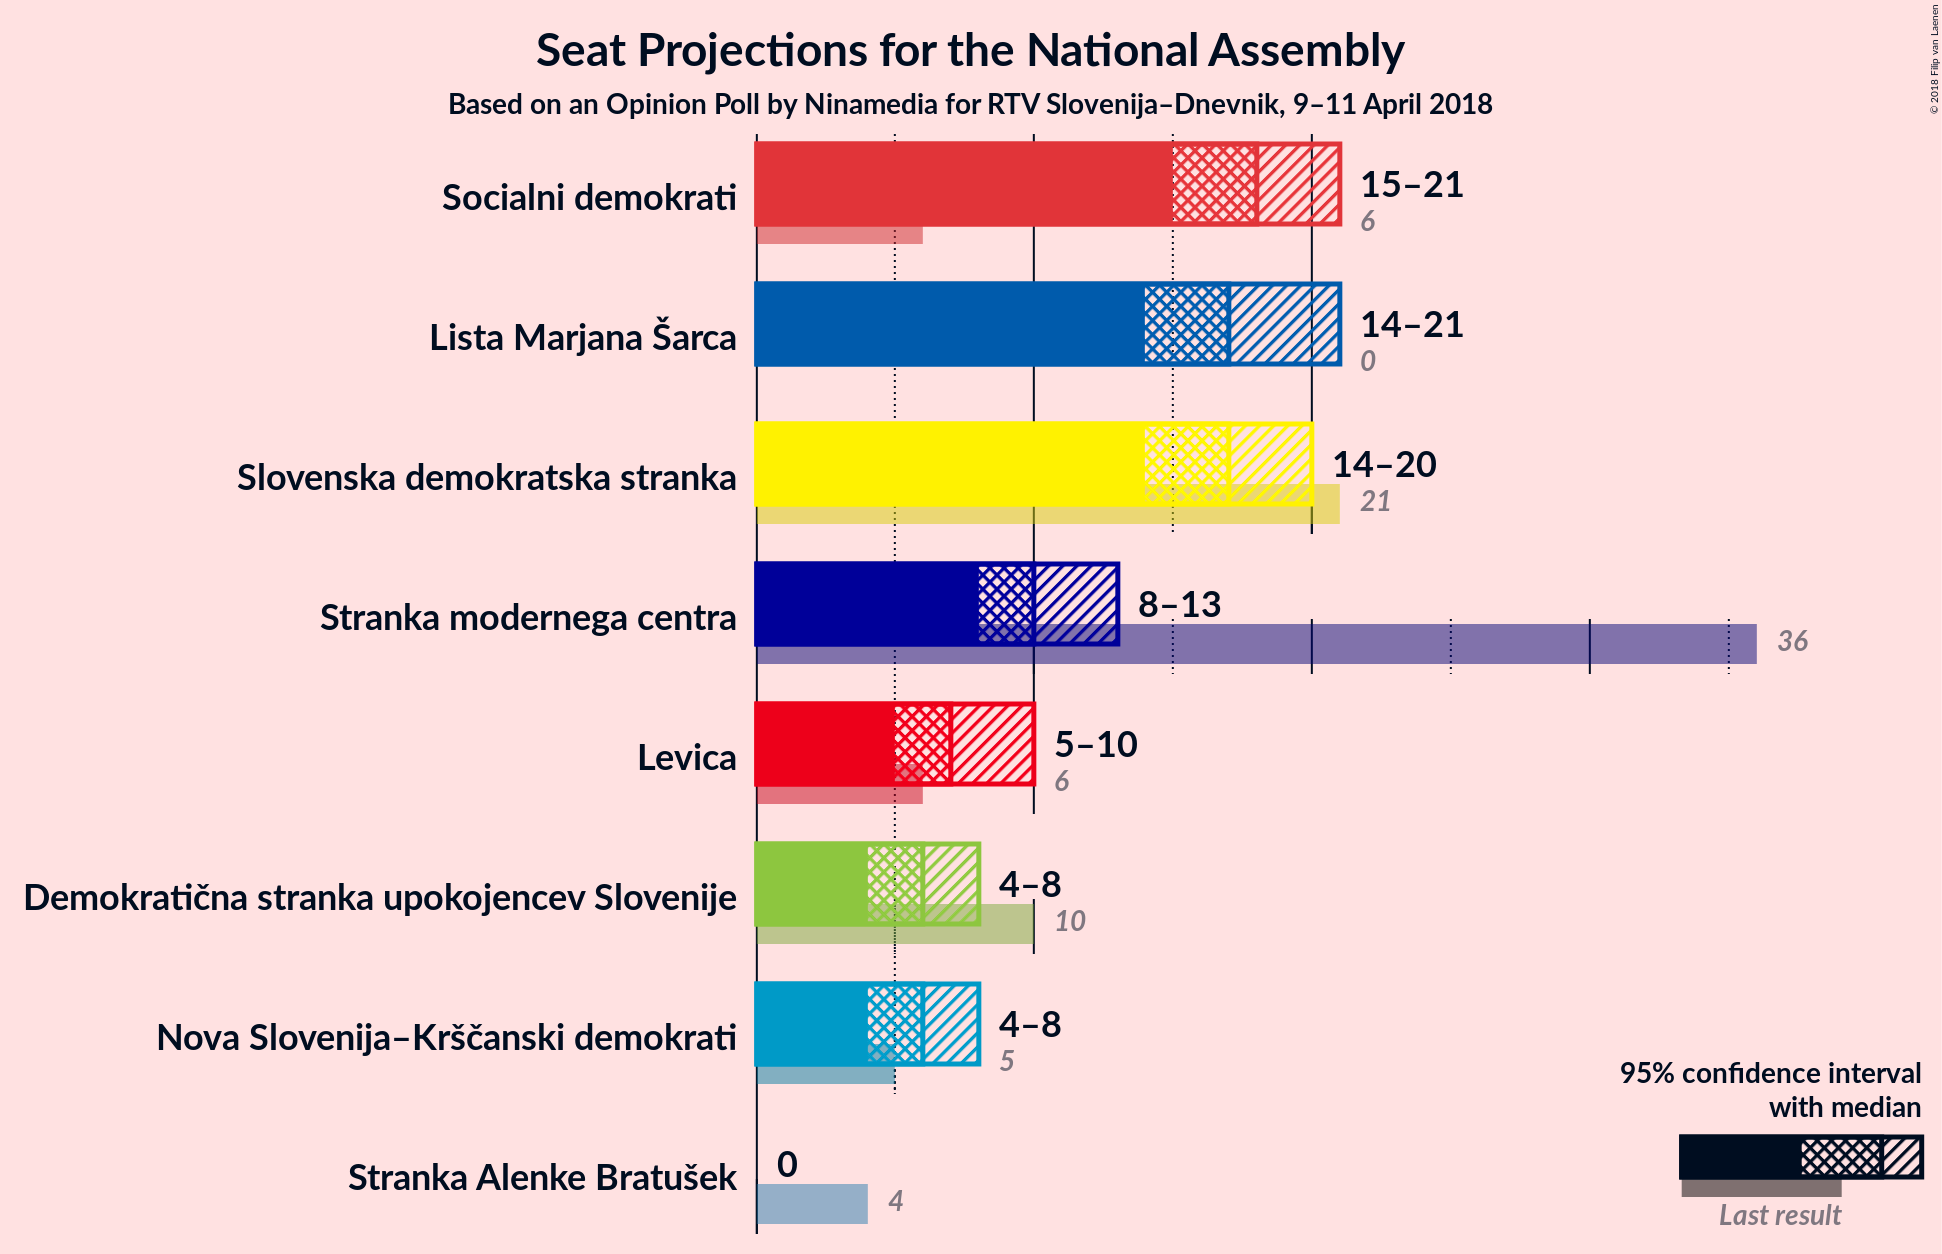 Seat Projections for the National Assembly
Based on an Opinion Poll by Ninamedia for RTV Slovenija–Dnevnik, 9–11 April 2018
© 2018 Filip van Laenen
Socialni demokrati
15–21
6
Lista Marjana Šarca
14–21
0
Slovenska demokratska stranka
14–20
21
Stranka modernega centra
8–13
36
Levica
5–10
6
Demokratična stranka upokojencev Slovenije
4–8
10
Nova Slovenija–Krščanski demokrati
4–8
5
Stranka Alenke Bratušek
0
4
95% confidence interval
with median
Last result